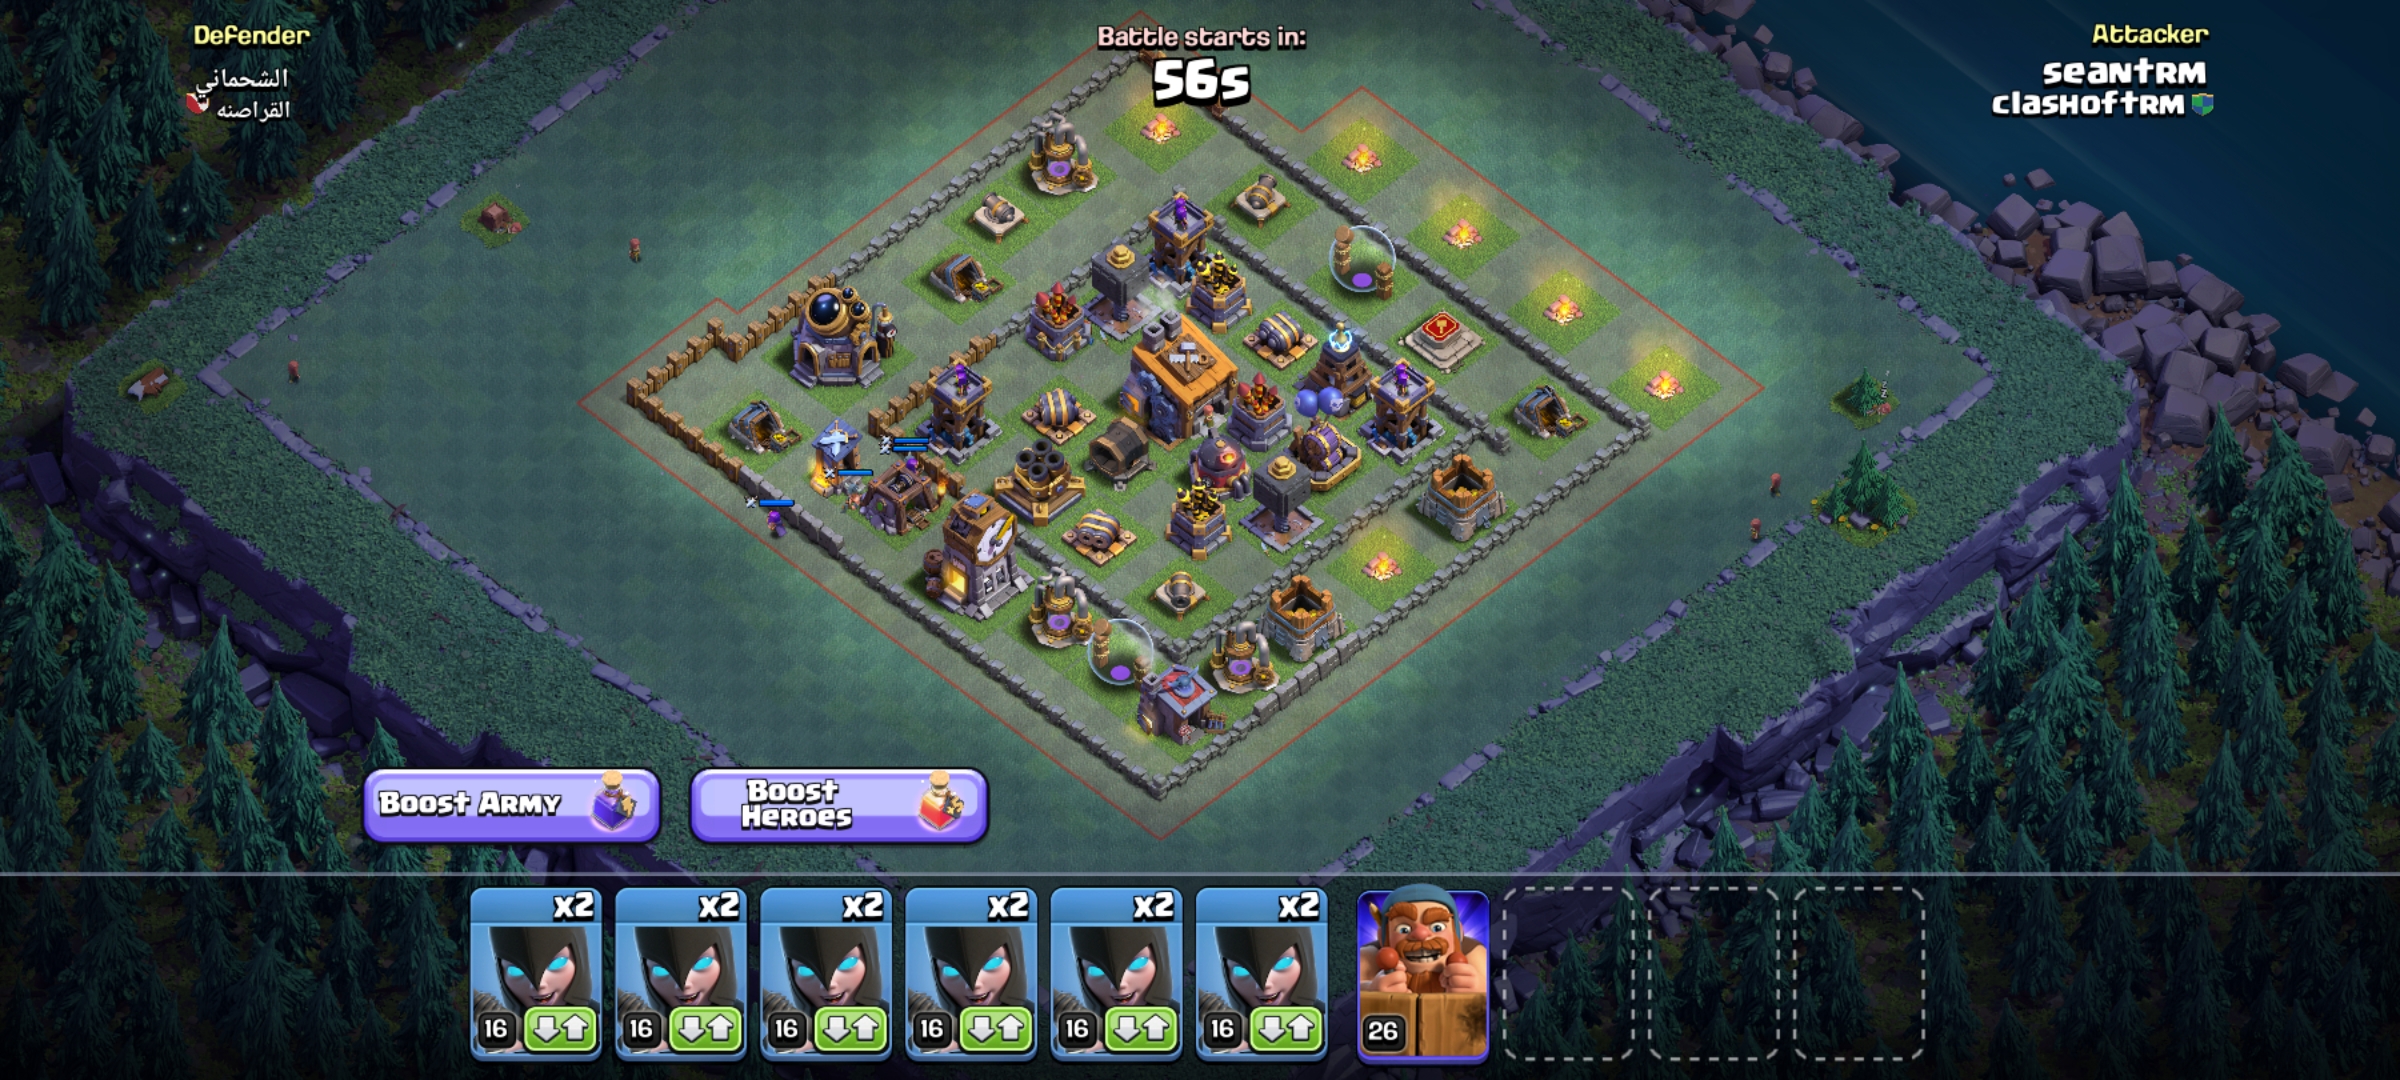 Defender
الشحماني
القراصنه
Battle starts in:
56s
Attacker
seantRM
clashoftRM
Boost Army
Boost Heroes
x2 x2 x2 x2 x2 x2
16 16 16 16 16 16 26